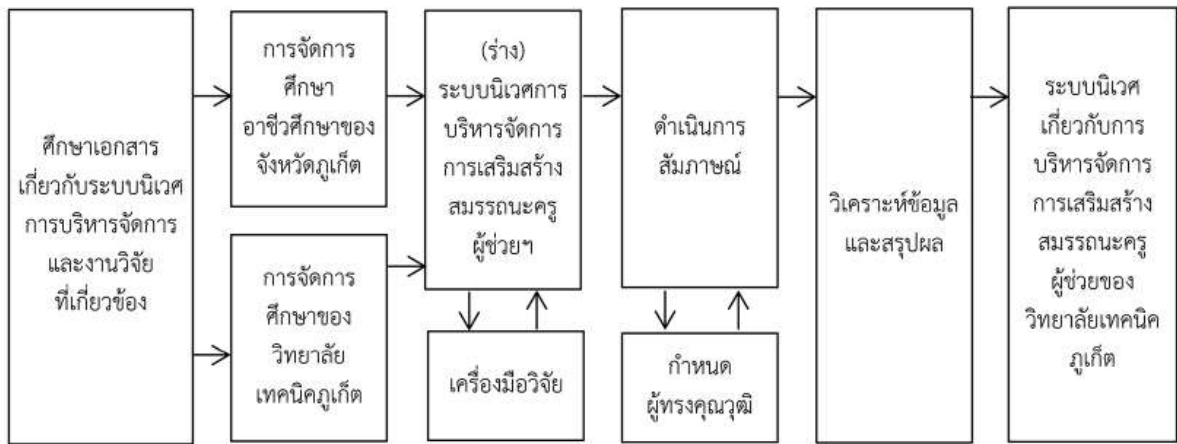 ศึกษาเอกสาร
เกี่ยวกับระบบนิเวศ
การบริหารจัดการ
และงานวิจัย
ที่เกี่ยวข้อง
การจัดการ
ศึกษา
อาชีวศึกษาของ
จังหวัดภูเก็ต
การจัดการ
ศึกษาของ
วิทยาลัย
เทคนิคภูเก็ต
(ร่าง)
ระบบนิเวศการ
บริหารจัดการ
การเสริมสร้าง
สมรรถนะครู
ผู้ช่วยฯ
เครื่องมือวิจัย
ดำเนินการ
สัมภาษณ์
กำหนด
ผู้ทรงคุณวุฒิ
วิเคราะห์ข้อมูล
และสรุปผล
ระบบนิเวศ
เกี่ยวกับการ
บริหารจัดการ
การเสริมสร้าง
สมรรถนะครู
ผู้ช่วยของ
วิทยาลัยเทคนิค
ภูเก็ต